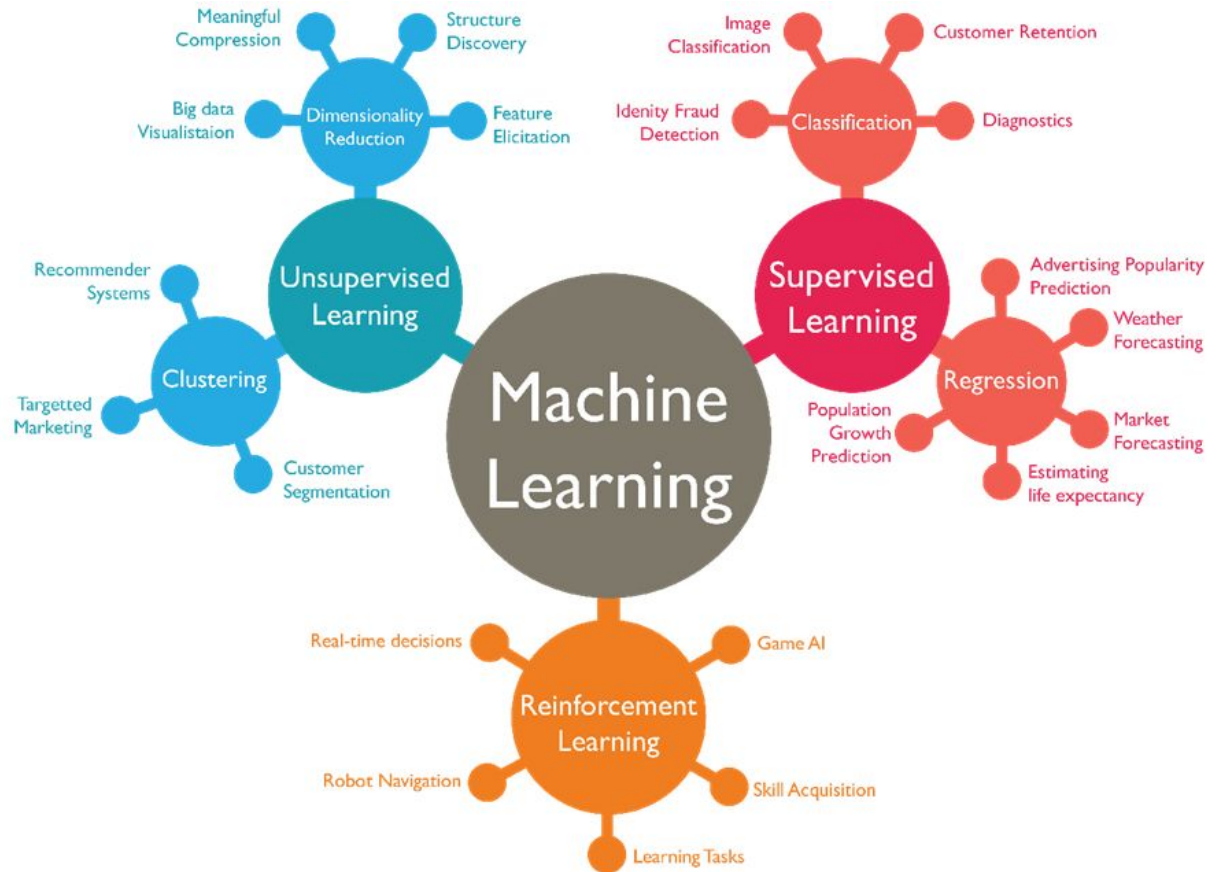 Meaningful
Compression
Structure
Discovery
Big data
Visualistaion
Dimensionality
Reduction
Feature
Elicitation
Image
Classification
Customer Retention
Idenity Fraud
Detection
Classification
Diagnostics
Unsupervised
Learning
Supervised
Learning
Recommender
Systems
Clustering
Targetted
Marketing
Customer
Segmentation
Machine
Learning
Advertising Popularity
Prediction
Weather
Forecasting
Regression
Population
Growth
Prediction
Market
Forecasting
Estimating
life expectancy
Real-time decisions
Game AI
Reinforcement
Learning
Robot Navigation
Skill Acquisition
Learning Tasks